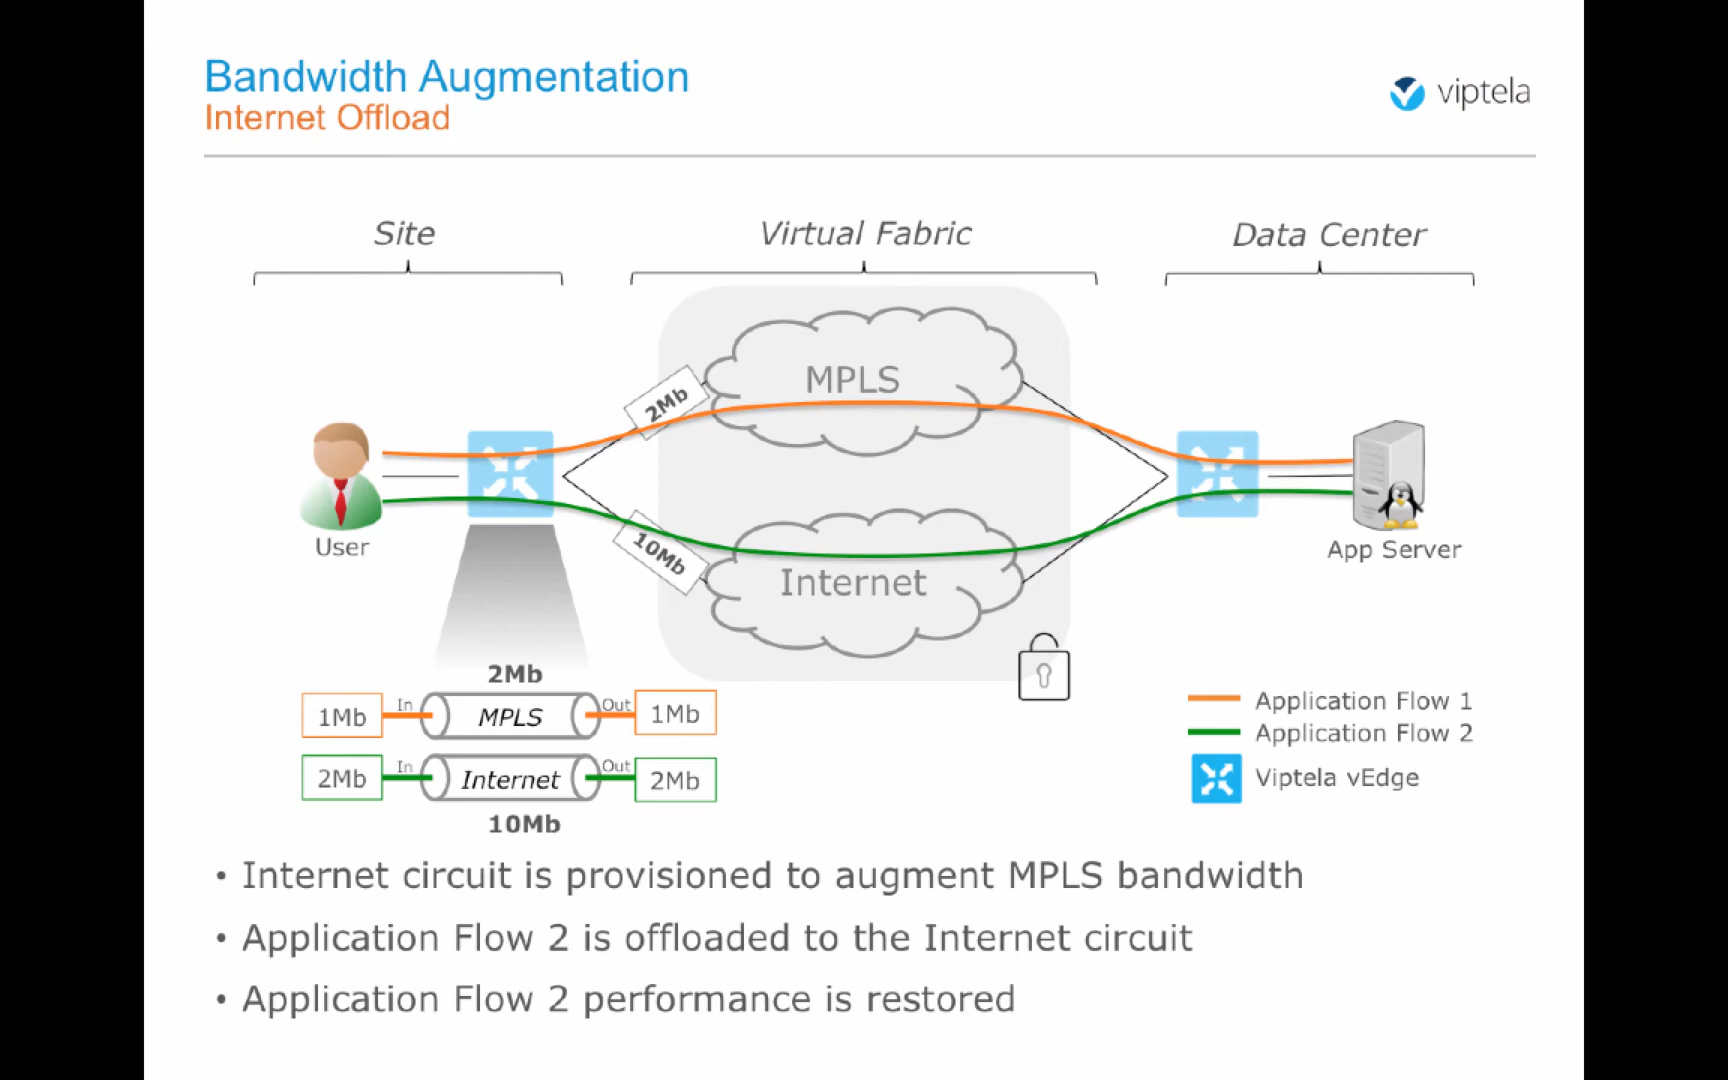 Bandwidth Augmentation
Internet Offload
viptela
Site
Virtual Fabric
Data Center
MPLS
2Mb
10Mb
Internet
User
App Server
2Mb
1Mb
In
MPLS
Out
1Mb
2Mb
In
Internet
Out
2Mb
10Mb
Application Flow 1
Application Flow 2
Viptela vEdge
• Internet circuit is provisioned to augment MPLS bandwidth
• Application Flow 2 is offloaded to the Internet circuit
• Application Flow 2 performance is restored